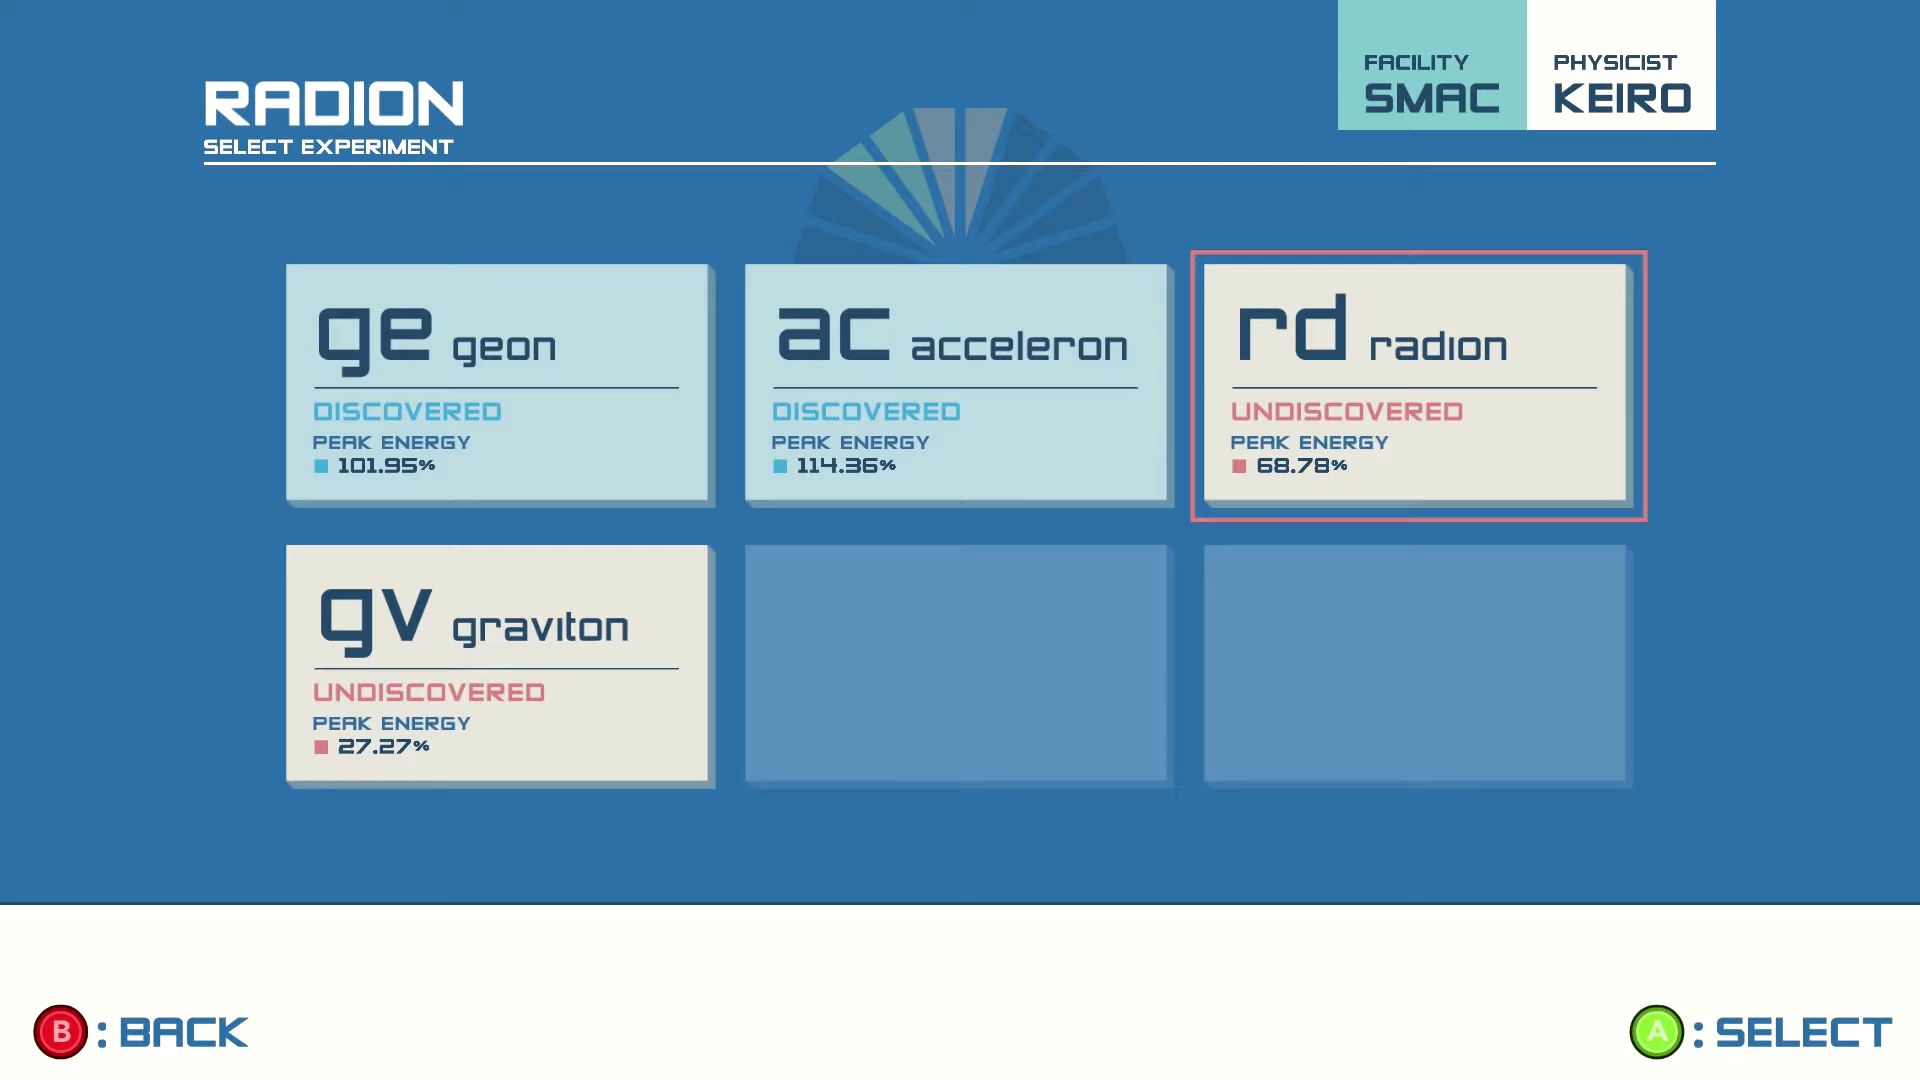 RADION
SELECT EXPERIMENT
FACILITY
SMAC
PHYSICIST
KEIRO
ge geon
DISCOVERED
PEAK ENERGY
101.95%
ac acceleron
DISCOVERED
PEAK ENERGY
114.36%
rd radion
UNDISCOVERED
PEAK ENERGY
68.78%
gv graviton
UNDISCOVERED
PEAK ENERGY
27.27%
B : BACK
A : SELECT